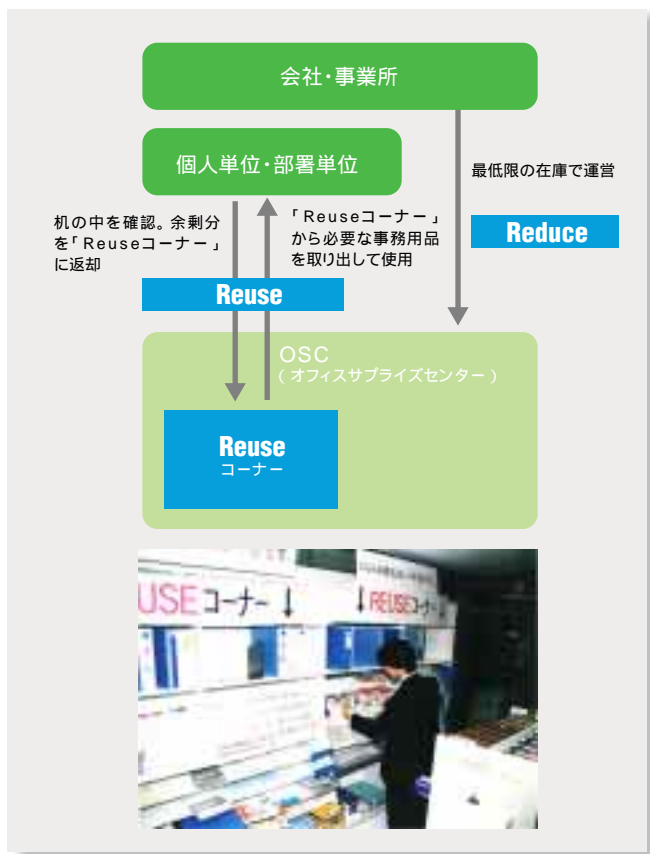 会社・事業所
個人単位・部署単位
最低限の在庫で運営
Reduce
机の中を確認。余剰分
を「Reuseコーナー」
に返却
「Reuseコーナー」
から必要な事務用品
を取り出して使用
Reuse
OSC
(オフィスサプライズセンター)
Reuse
コーナー
USEコーナー↓
↓REUSEコーナー↓